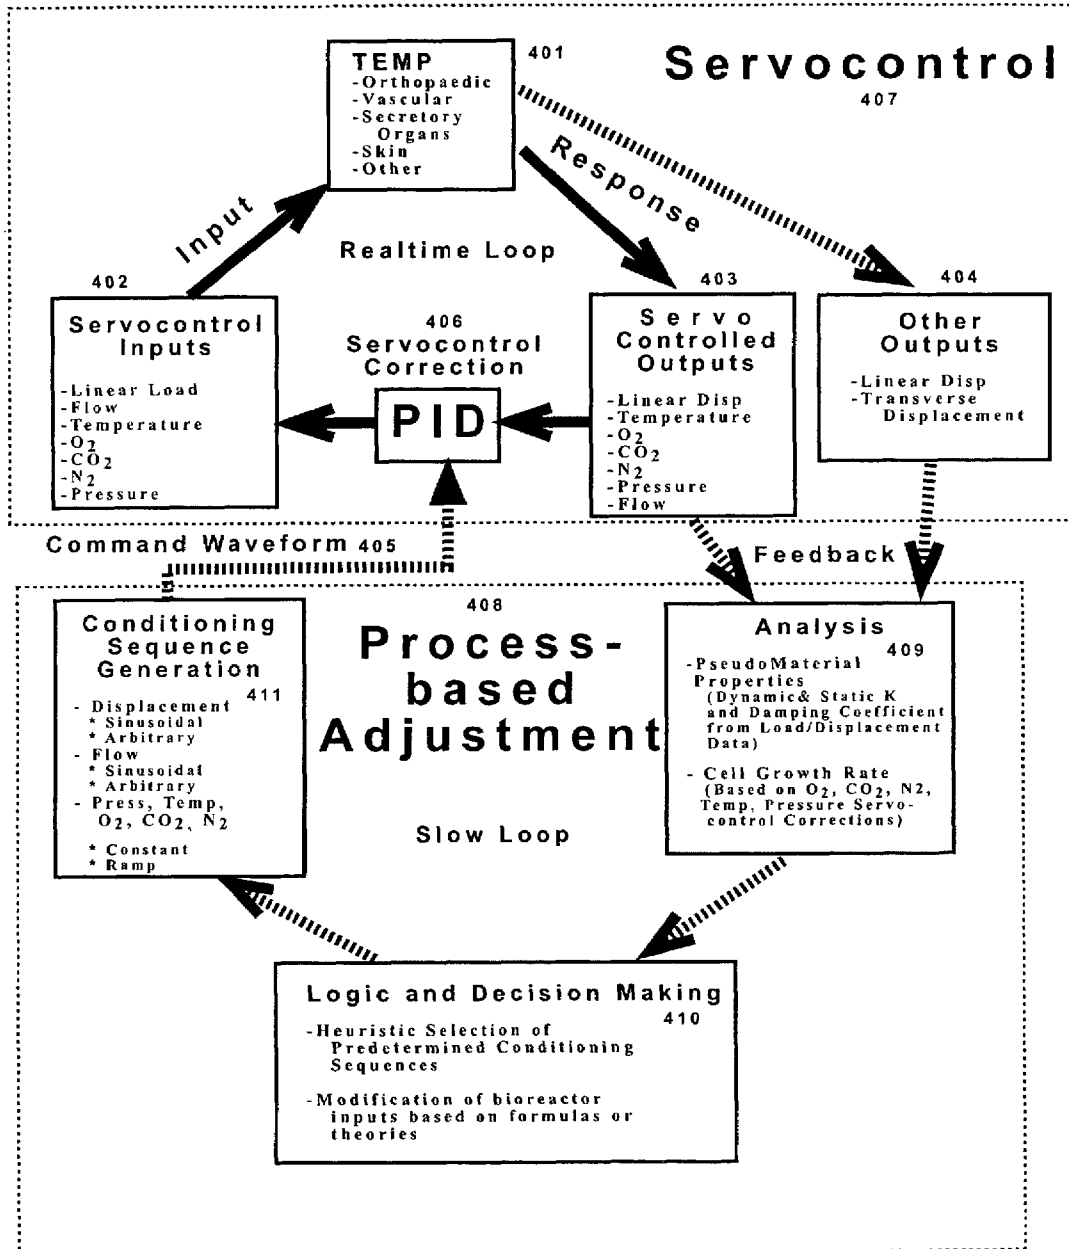 Servocontrol
407
401
TEMP
-Orthopaedic
-Vascular
-Secretory
Organs
-Skin
-Other
Input
Response
Realtime Loop
402
Servocontrol
Inputs
-Linear Load
-Flow
-Temperature
-O2
-CO2
-N2
-Pressure
406
Servocontrol
Correction
PID
403
Servo
Controlled
Outputs
-Linear Disp
-Temperature
-O2
-CO2
-N2
-Pressure
-Flow
404
Other
Outputs
-Linear Disp
-Transverse
Displacement
Command Waveform 405
Feedback
408
Process-
based
Adjustment
Slow Loop
Conditioning
Sequence
Generation
411
- Displacement
* Sinusoidal
* Arbitrary
- Flow
* Sinusoidal
* Arbitrary
- Press, Temp,
O2, CO2, N2
* Constant
* Ramp
Analysis
409
-PseudoMaterial
Properties
(Dynamic& Static K
and Damping Coefficient
from Load/Displacement
Data)
- Cell Growth Rate
(Based on O2, CO2, N2,
Temp, Pressure Servo-
control Corrections)
Logic and Decision Making
410
-Heuristic Selection of
Predetermined Conditioning
Sequences
-Modification of bioreactor
inputs based on formulas or
theories